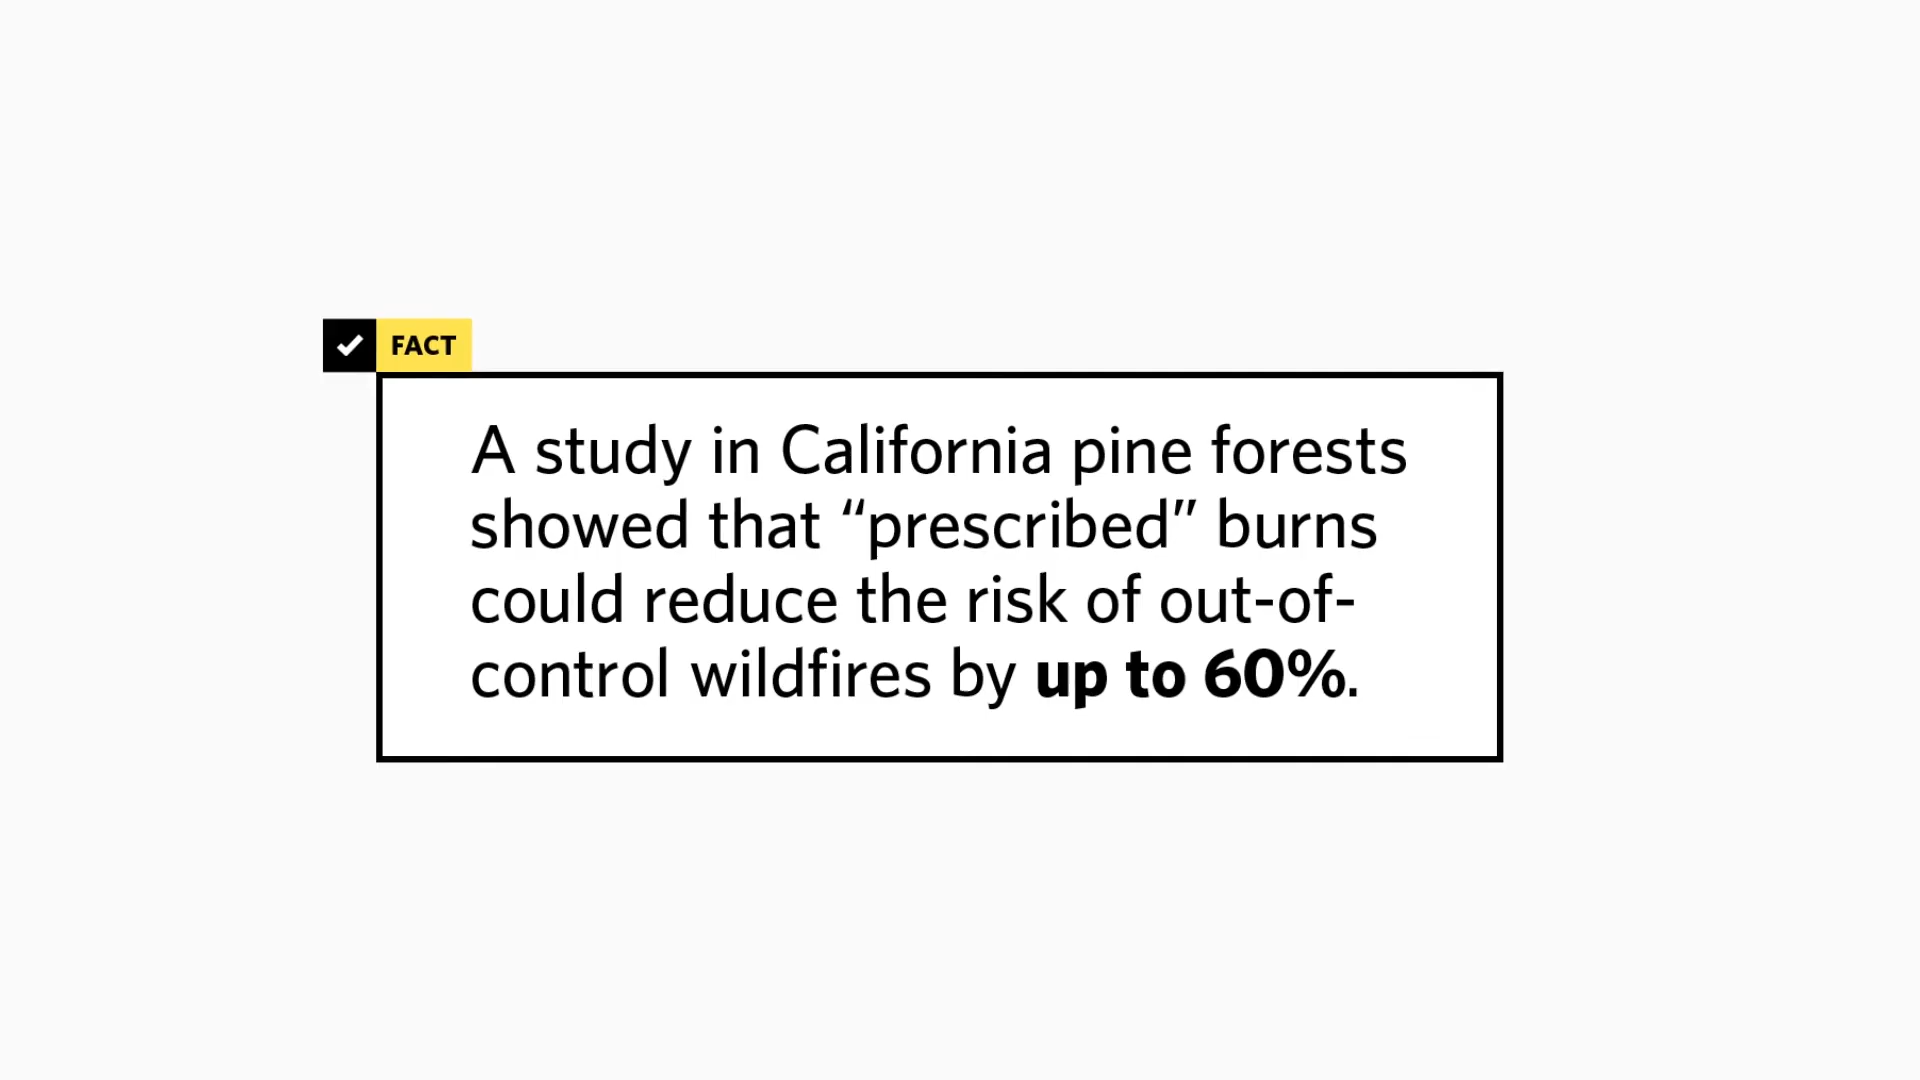 FACT
A study in California pine forests
showed that “prescribed” burns
could reduce the risk of out-of-
control wildfires by up to 60%.